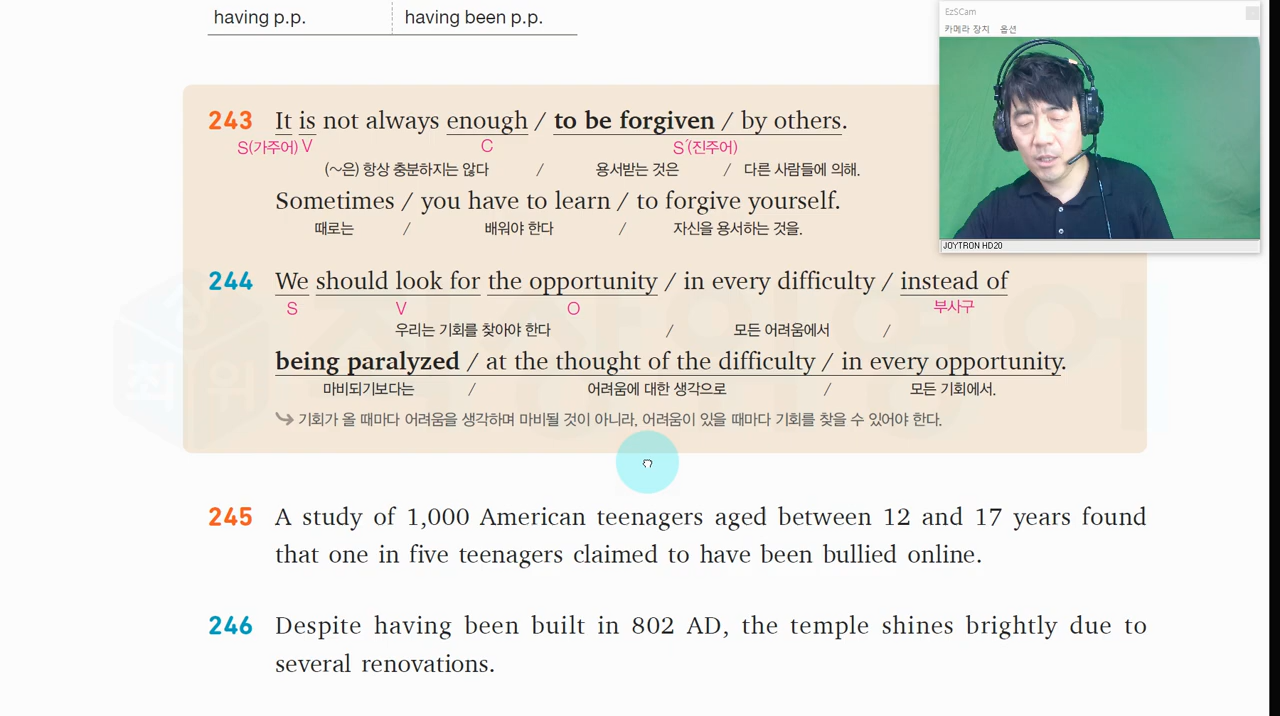 having p.p. having been p.p.
EzSCam
카메라 장치 옵션
JOYTRON HD20
243 It is not always enough / to be forgiven / by others.
S(가주어) V C S′(진주어)
(～은) 항상 충분하지는 않다 / 용서받는 것은 / 다른 사람들에 의해.
Sometimes / you have to learn / to forgive yourself.
때로는 / 배워야 한다 / 자신을 용서하는 것을.
244 We should look for the opportunity / in every difficulty / instead of
S V O 부사구
우리는 기회를 찾아야 한다 / 모든 어려움에서 /
being paralyzed / at the thought of the difficulty / in every opportunity.
마비되기보다는 / 어려움에 대한 생각으로 / 모든 기회에서.
↪ 기회가 올 때마다 어려움을 생각하며 마비될 것이 아니라, 어려움이 있을 때마다 기회를 찾을 수 있어야 한다.
245 A study of 1,000 American teenagers aged between 12 and 17 years found
that one in five teenagers claimed to have been bullied online.
246 Despite having been built in 802 AD, the temple shines brightly due to
several renovations.